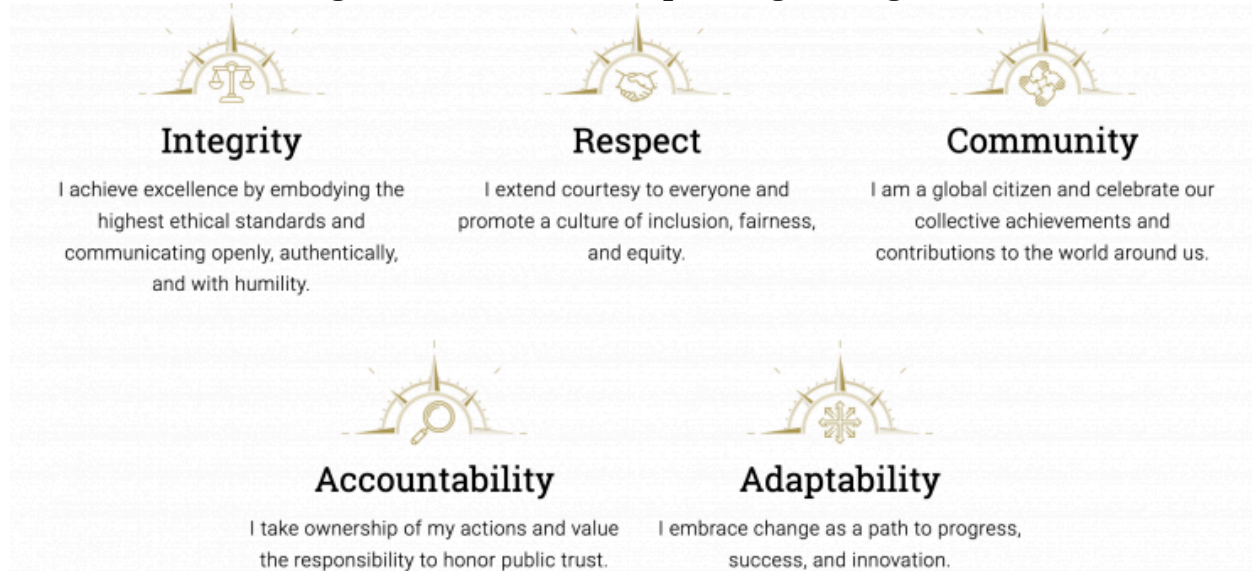 Integrity
I achieve excellence by embodying the
highest ethical standards and
communicating openly, authentically,
and with humility.
Respect
I extend courtesy to everyone and
promote a culture of inclusion, fairness,
and equity.
Community
I am a global citizen and celebrate our
collective achievements and
contributions to the world around us.
Accountability
I take ownership of my actions and value
the responsibility to honor public trust.
Adaptability
I embrace change as a path to progress,
success, and innovation.